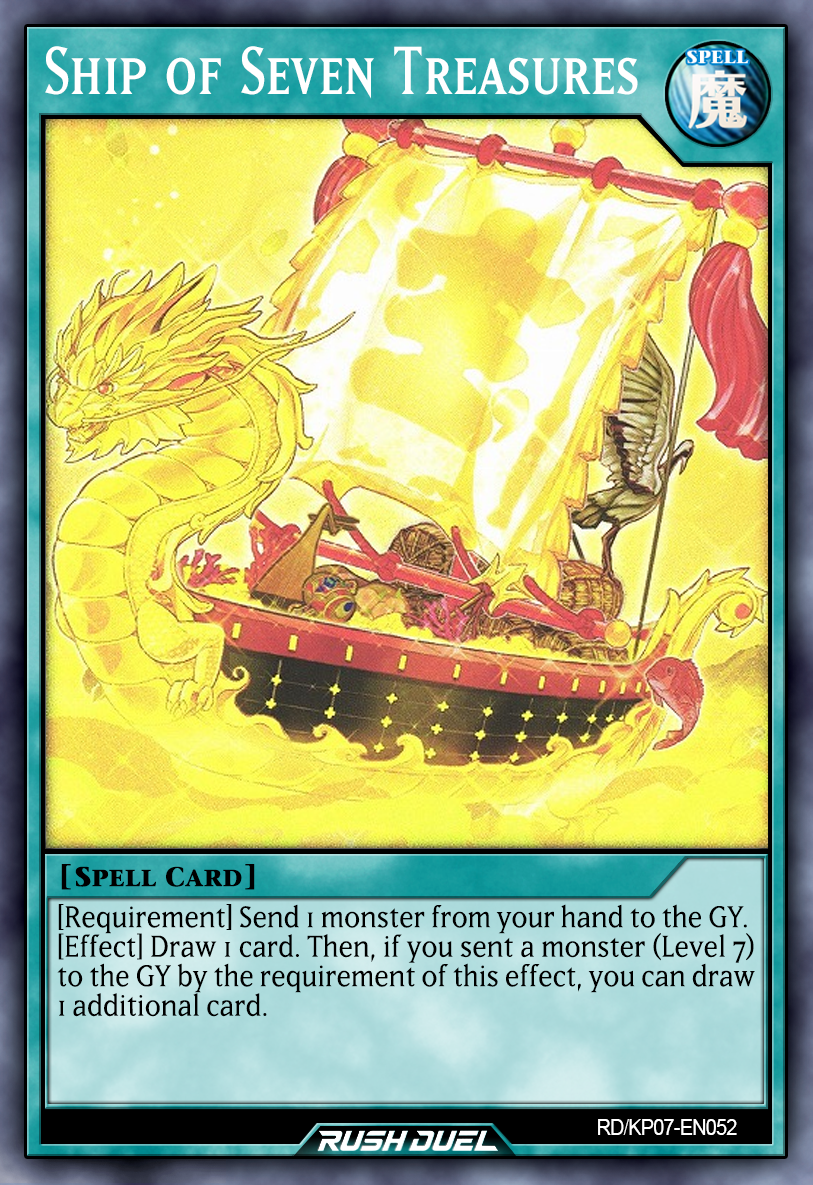 Ship of Seven Treasures
SPELL
魔
[Spell Card]
[Requirement] Send 1 monster from your hand to the GY.
[Effect] Draw 1 card. Then, if you sent a monster (Level 7)
to the GY by the requirement of this effect, you can draw
1 additional card.
RD/KP07-EN052
RUSH DUEL